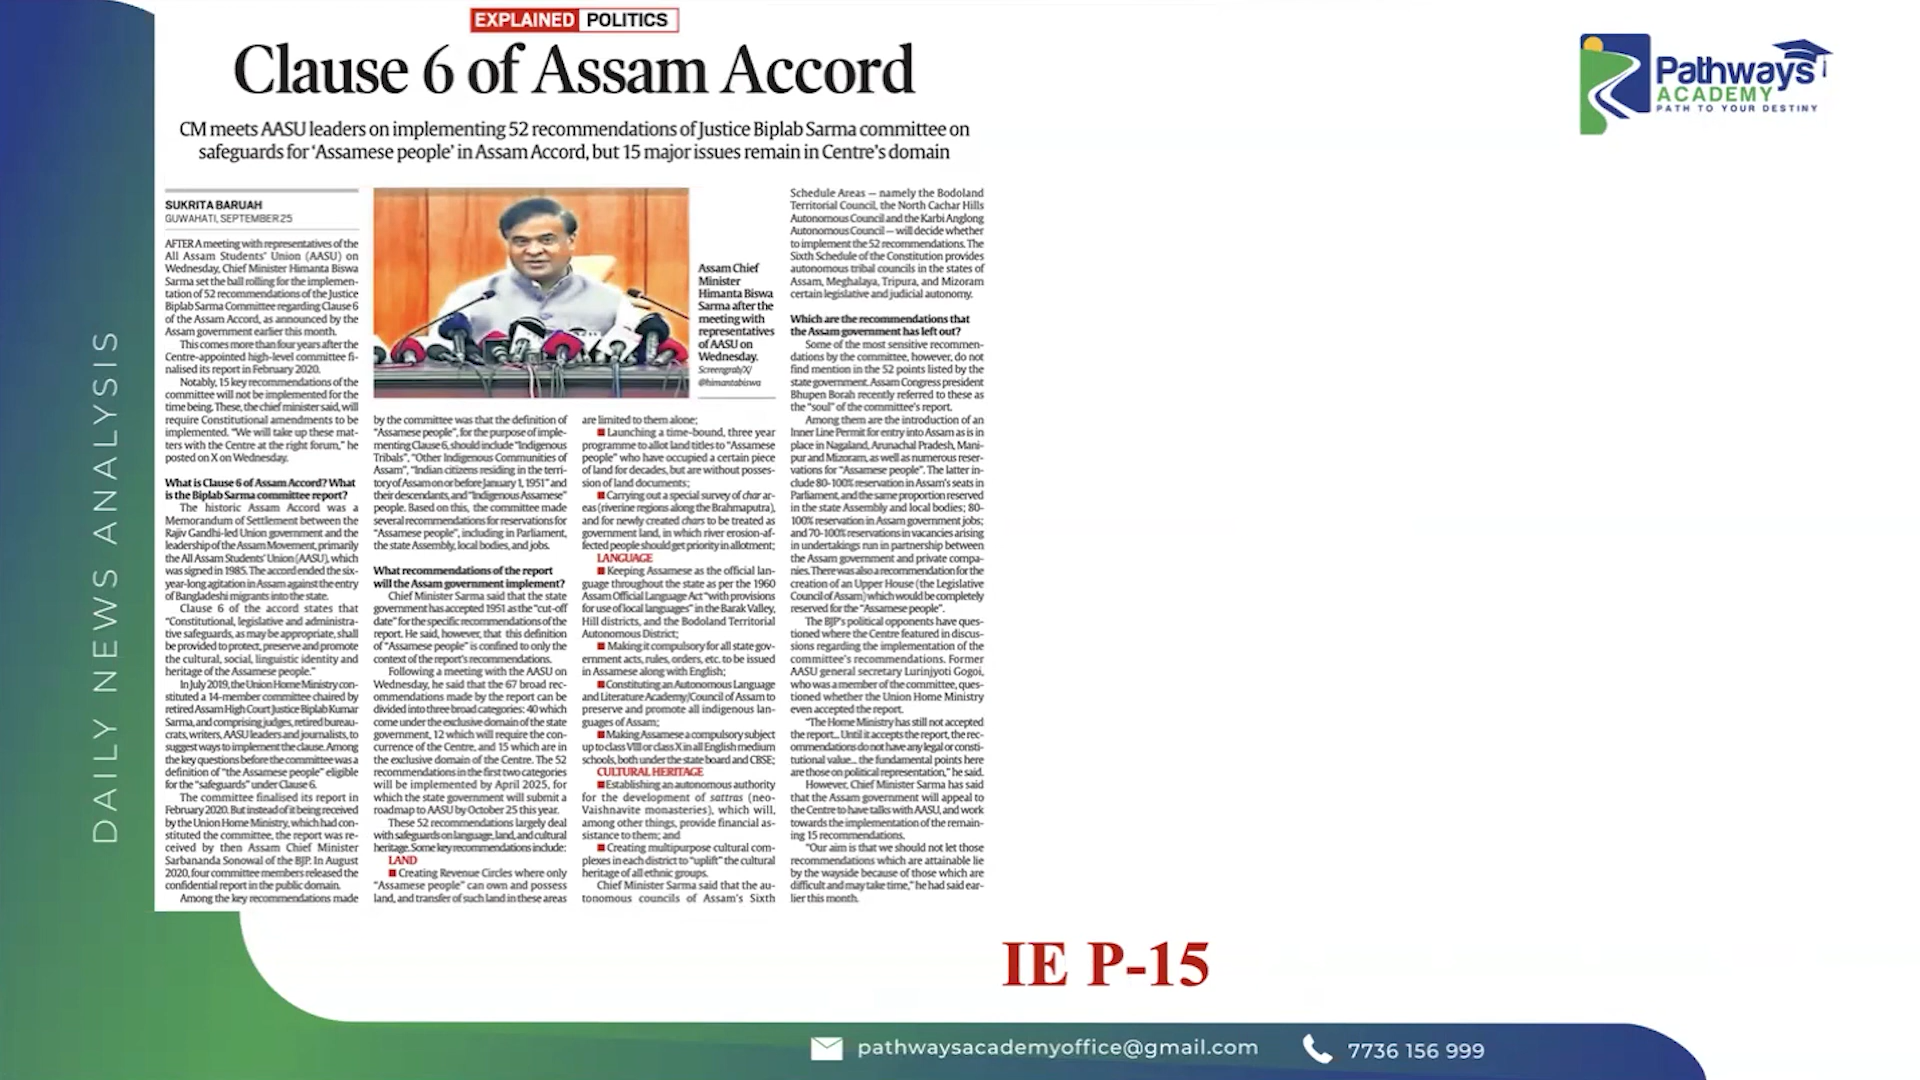 EXPLAINED POLITICS
Clause 6 of Assam Accord
CM meets AASU leaders on implementing 52 recommendations of Justice Biplab Sarma committee on
safeguards for 'Assamese people' in Assam Accord, but 15 major issues remain in Centre's domain
SUKRITA BARUAH
GUWAHATI, SEPTEMBER 25
AFTER A meeting with representatives of the
All Assam Students' Union (AASU) on
Wednesday, Chief Minister Himanta Biswa
Sarma set the ball rolling for the implemen-
tation of 52 recommendations of the Justice
Biplab Sarma Committee regarding Clause 6
of the Assam Accord, as announced by the
Assam government earlier this month.
This comes more than four years after the
Centre-appointed high-level committee fi-
nalised its report in February 2020.
Notably, 15 key recommendations of the
committee will not be implemented for the
time being. These, the chief minister said, will
require Constitutional amendments to be
implemented. "We will take up these mat-
ters with the Centre at the right forum," he
posted on X on Wednesday.
What is Clause 6 of Assam Accord? What
is the Biplab Sarma committee report?
The historic Assam Accord was a
Memorandum of Settlement between the
Rajiv Gandhi-led Union government and the
leadership of the Assam Movement, primarily
the All Assam Students' Union (AASU), which
was signed in 1985. The accord ended the six-
year-long agitation in Assam against the entry
of Bangladeshi migrants into the state.
Clause 6 of the accord states that
"Constitutional, legislative and administra-
tive safeguards, as may be appropriate, shall
be provided to protect, preserve and promote
the cultural, social, linguistic identity and
heritage of the Assamese people."
In July 2019, the Union Home Ministry con-
stituted a 14-member committee chaired by
retired Assam High Court Justice Biplab Kumar
Sarma, and comprising judges, retired bureau-
crats, writers, AASU leaders and journalists, to
suggest ways to implement the clause. Among
the key questions before the committee was a
definition of "the Assamese people" eligible
for the "safeguards" under Clause 6.
The committee finalised its report in
February 2020. But instead of it being received
by the Union Home Ministry, which had con-
stituted the committee, the report was re-
ceived by then Assam Chief Minister
Sarbananda Sonowal of the BJP. In August
2020, four committee members released the
confidential report in the public domain.
Among the key recommendations made
Assam Chief
Minister
Himanta Biswa
Sarma after the
meeting with
representatives
of AASU on
Wednesday.
Screengrab/X/
@himantabiswa
by the committee was that the definition of
"Assamese people", for the purpose of imple-
menting Clause 6, should include "Indigenous
Tribals", "Other Indigenous Communities of
Assam", "Indian citizens residing in the terri-
tory of Assam on or before January 1, 1951" and
their descendants, and "Indigenous Assamese"
people. Based on this, the committee made
several recommendations for reservations for
"Assamese people", including in Parliament,
the state Assembly, local bodies, and jobs.
What recommendations of the report
will the Assam government implement?
Chief Minister Sarma said that the state
government has accepted 1951 as the "cut-off
date" for the specific recommendations of the
report. He said, however, that this definition
of "Assamese people" is confined to only the
context of the report's recommendations.
Following a meeting with the AASU on
Wednesday, he said that the 67 broad rec-
ommendations made by the report can be
divided into three broad categories: 40 which
come under the exclusive domain of the state
government, 12 which will require the con-
currence of the Centre, and 15 which are in
the exclusive domain of the Centre. The 52
recommendations in the first two categories
will be implemented by April 2025, for
which the state government will submit a
roadmap to AASU by October 25 this year.
These 52 recommendations largely deal
with safeguards on language, land, and cultural
heritage. Some key recommendations include:
LAND
■ Creating Revenue Circles where only
"Assamese people" can own and possess
land, and transfer of such land in these areas
are limited to them alone;
■ Launching a time-bound, three year
programme to allot land titles to "Assamese
people" who have occupied a certain piece
of land for decades, but are without posses-
sion of land documents;
■ Carrying out a special survey of char ar-
eas (riverine regions along the Brahmaputra),
and for newly created chars to be treated as
government land, in which river erosion-af-
fected people should get priority in allotment;
LANGUAGE
■ Keeping Assamese as the official lan-
guage throughout the state as per the 1960
Assam Official Language Act "with provisions
for use of local languages" in the Barak Valley,
Hill districts, and the Bodoland Territorial
Autonomous District;
■ Making it compulsory for all state gov-
ernment acts, rules, orders, etc. to be issued
in Assamese along with English;
■ Constituting an Autonomous Language
and Literature Academy/Council of Assam to
preserve and promote all indigenous lan-
guages of Assam;
■ Making Assamese a compulsory subject
up to class VIII or class X in all English medium
schools, both under the state board and CBSE;
CULTURAL HERITAGE
■ Establishing an autonomous authority
for the development of sattras (neo-
Vaishnavite monasteries), which will,
among other things, provide financial as-
sistance to them; and
■ Creating multipurpose cultural com-
plexes in each district to "uplift" the cultural
heritage of all ethnic groups.
Chief Minister Sarma said that the au-
tonomous councils of Assam's Sixth
Schedule Areas — namely the Bodoland
Territorial Council, the North Cachar Hills
Autonomous Council and the Karbi Anglong
Autonomous Council — will decide whether
to implement the 52 recommendations. The
Sixth Schedule of the Constitution provides
autonomous tribal councils in the states of
Assam, Meghalaya, Tripura, and Mizoram
certain legislative and judicial autonomy.
Which are the recommendations that
the Assam government has left out?
Some of the most sensitive recommen-
dations by the committee, however, do not
find mention in the 52 points listed by the
state government. Assam Congress president
Bhupen Borah recently referred to these as
the "soul" of the committee's report.
Among them are the introduction of an
Inner Line Permit for entry into Assam as is in
place in Nagaland, Arunachal Pradesh, Mani-
pur and Mizoram, as well as numerous reser-
vations for "Assamese people". The latter in-
clude 80-100% reservation in Assam's seats in
Parliament, and the same proportion reserved
in the state Assembly and local bodies; 80-
100% reservation in Assam government jobs;
and 70-100% reservations in vacancies arising
in undertakings run in partnership between
the Assam government and private compa-
nies. There was also a recommendation for the
creation of an Upper House (the Legislative
Council of Assam) which would be completely
reserved for the "Assamese people".
The BJP's political opponents have ques-
tioned where the Centre featured in discus-
sions regarding the implementation of the
committee's recommendations. Former
AASU general secretary Lurinjyoti Gogoi,
who was a member of the committee, ques-
tioned whether the Union Home Ministry
even accepted the report.
"The Home Ministry has still not accepted
the report... Until it accepts the report, the rec-
ommendations do not have any legal or consti-
tutional value... the fundamental points here
are those on political representation," he said.
However, Chief Minister Sarma has said
that the Assam government will appeal to
the Centre to have talks with AASU, and work
towards the implementation of the remain-
ing 15 recommendations.
"Our aim is that we should not let those
recommendations which are attainable lie
by the wayside because of those which are
difficult and may take time," he had said ear-
lier this month.
DAILY NEWS ANALYSIS
Pathways
ACADEMY
PATH TO YOUR DESTINY
IE P-15
pathwaysacademyoffice@gmail.com
7736 156 999